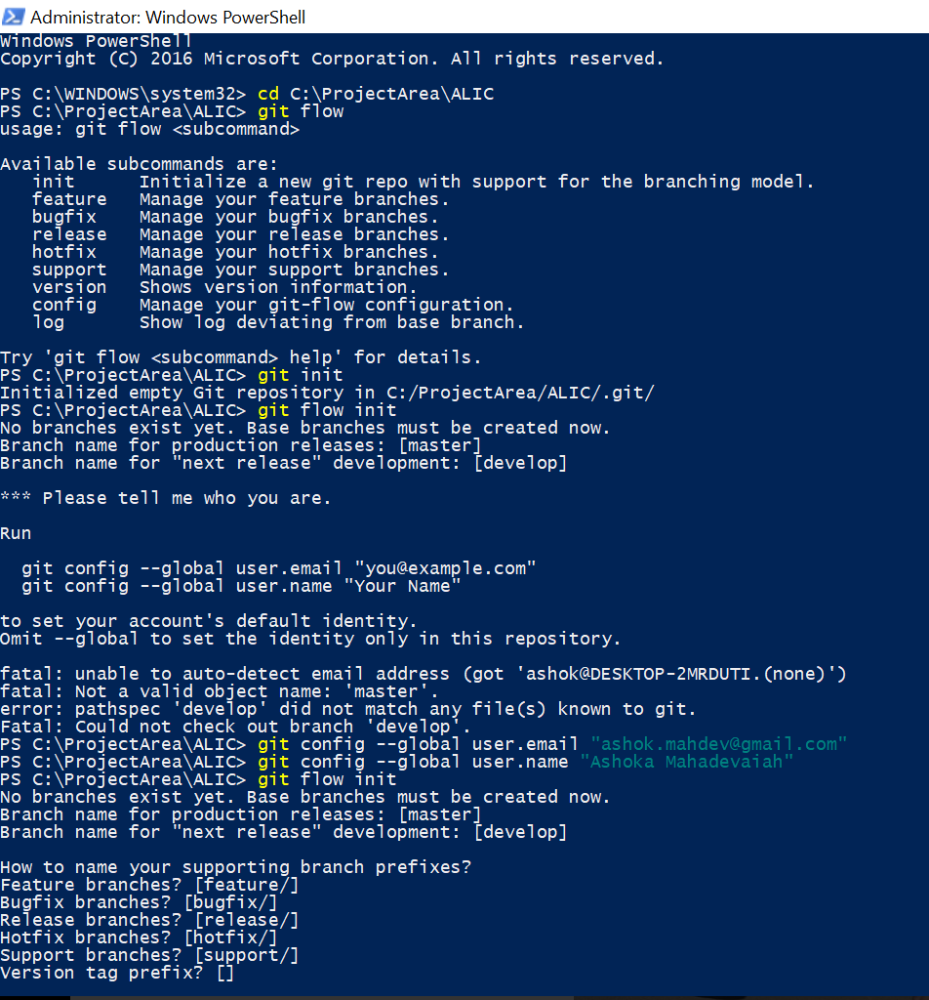 Administrator: Windows PowerShell
Windows PowerShell
Copyright (C) 2016 Microsoft Corporation. All rights reserved.
PS C:\WINDOWS\system32> cd C:\ProjectArea\ALIC
PS C:\ProjectArea\ALIC> git flow
usage: git flow <subcommand>
Available subcommands are:
init      Initialize a new git repo with support for the branching model.
feature   Manage your feature branches.
bugfix    Manage your bugfix branches.
release   Manage your release branches.
hotfix    Manage your hotfix branches.
support   Manage your support branches.
version   Shows version information.
config    Manage your git-flow configuration.
log       Show log deviating from base branch.
Try 'git flow <subcommand> help' for details.
PS C:\ProjectArea\ALIC> git init
Initialized empty Git repository in C:/ProjectArea/ALIC/.git/
PS C:\ProjectArea\ALIC> git flow init
No branches exist yet. Base branches must be created now.
Branch name for production releases: [master]
Branch name for "next release" development: [develop]
*** Please tell me who you are.
Run
git config --global user.email "you@example.com"
git config --global user.name "Your Name"
to set your account's default identity.
Omit --global to set the identity only in this repository.
fatal: unable to auto-detect email address (got 'ashok@DESKTOP-2MRDUTI.(none)')
fatal: Not a valid object name: 'master'.
error: pathspec 'develop' did not match any file(s) known to git.
Fatal: Could not check out branch 'develop'.
PS C:\ProjectArea\ALIC> git config --global user.email "ashok.mahdev@gmail.com"
PS C:\ProjectArea\ALIC> git config --global user.name "Ashoka Mahadevaiah"
PS C:\ProjectArea\ALIC> git flow init
No branches exist yet. Base branches must be created now.
Branch name for production releases: [master]
Branch name for "next release" development: [develop]
How to name your supporting branch prefixes?
Feature branches? [feature/]
Bugfix branches? [bugfix/]
Release branches? [release/]
Hotfix branches? [hotfix/]
Support branches? [support/]
Version tag prefix? []